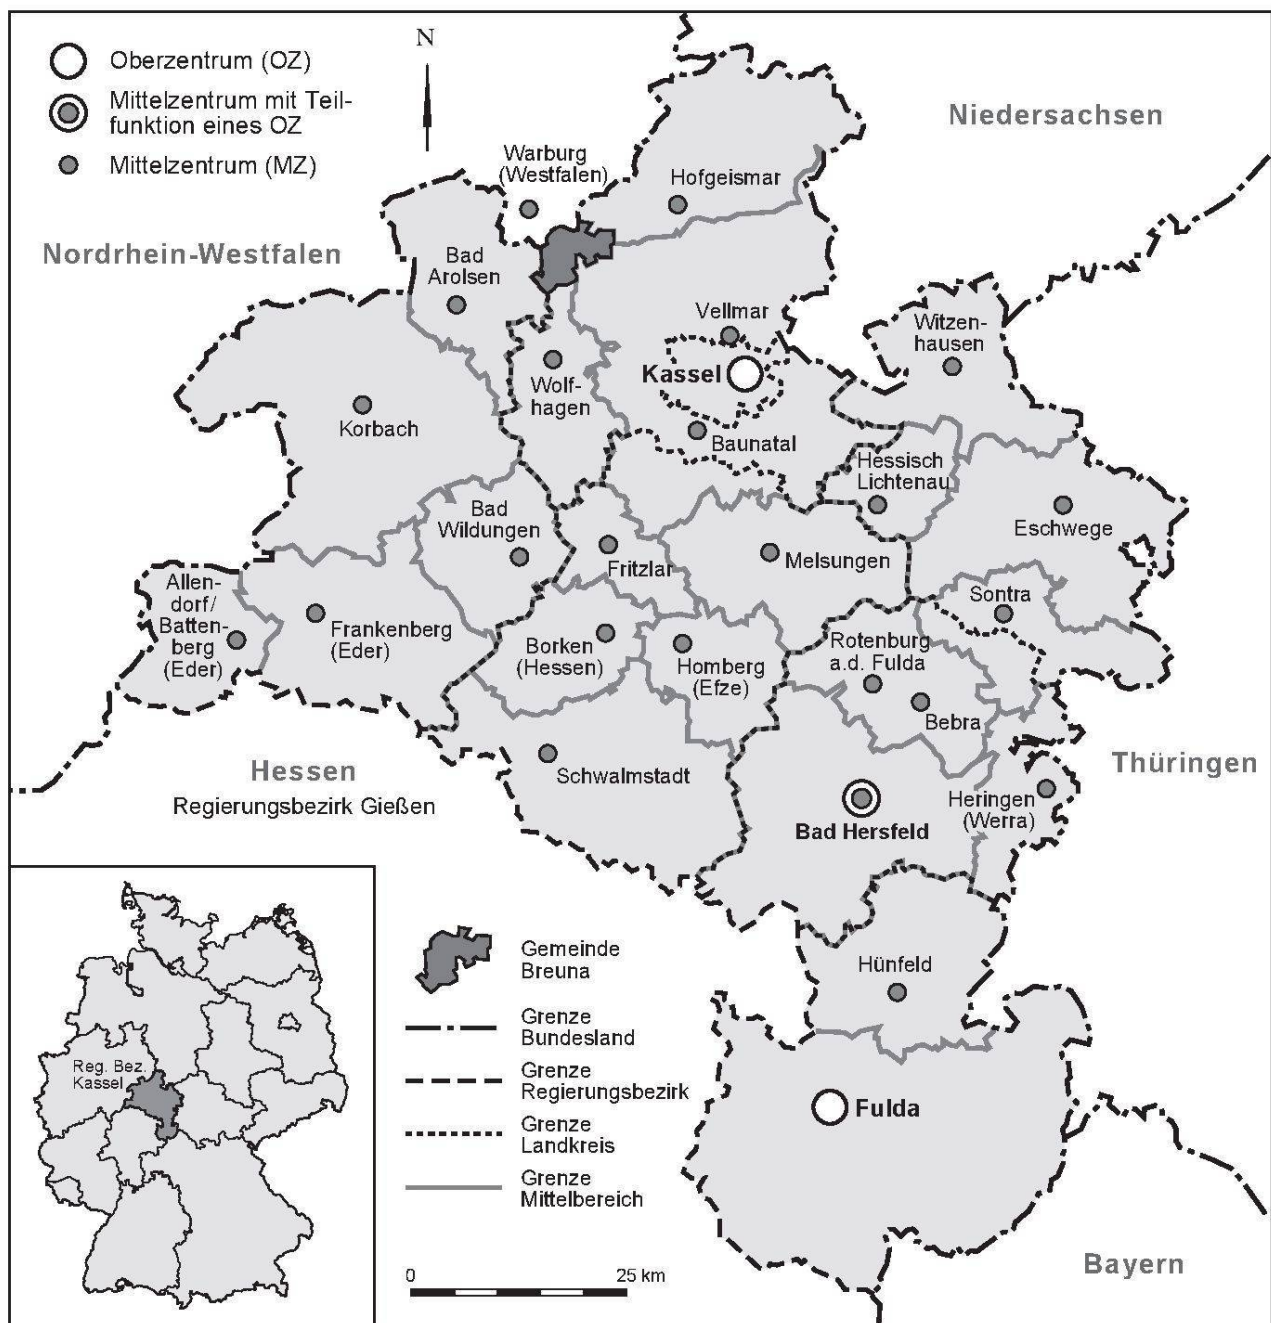 Oberzentrum (OZ)
Mittelzentrum mit Teil-
funktion eines OZ
Mittelzentrum (MZ)
N
Niedersachsen
Warburg
(Westfalen)
Hofgeismar
Nordrhein-Westfalen
Bad
Arolsen
Vellmar
Witzen-
hausen
Kassel
Wolf-
hagen
Korbach
Baunatal
Hessisch
Lichtenau
Bad
Wildungen
Eschwege
Fritzlar
Melsungen
Allen-
dorf/
Batten-
berg
(Eder)
Sontra
Frankenberg
(Eder)
Borken
(Hessen)
Homberg
(Efze)
Rotenburg
a.d. Fulda
Bebra
Hessen
Regierungsbezirk Gießen
Schwalmstadt
Thüringen
Heringen
(Werra)
Bad Hersfeld
Hünfeld
Fulda
Bayern
Reg. Bez.
Kassel
Gemeinde
Breuna
Grenze
Bundesland
Grenze
Regierungsbezirk
Grenze
Landkreis
Grenze
Mittelbereich
0 25 km